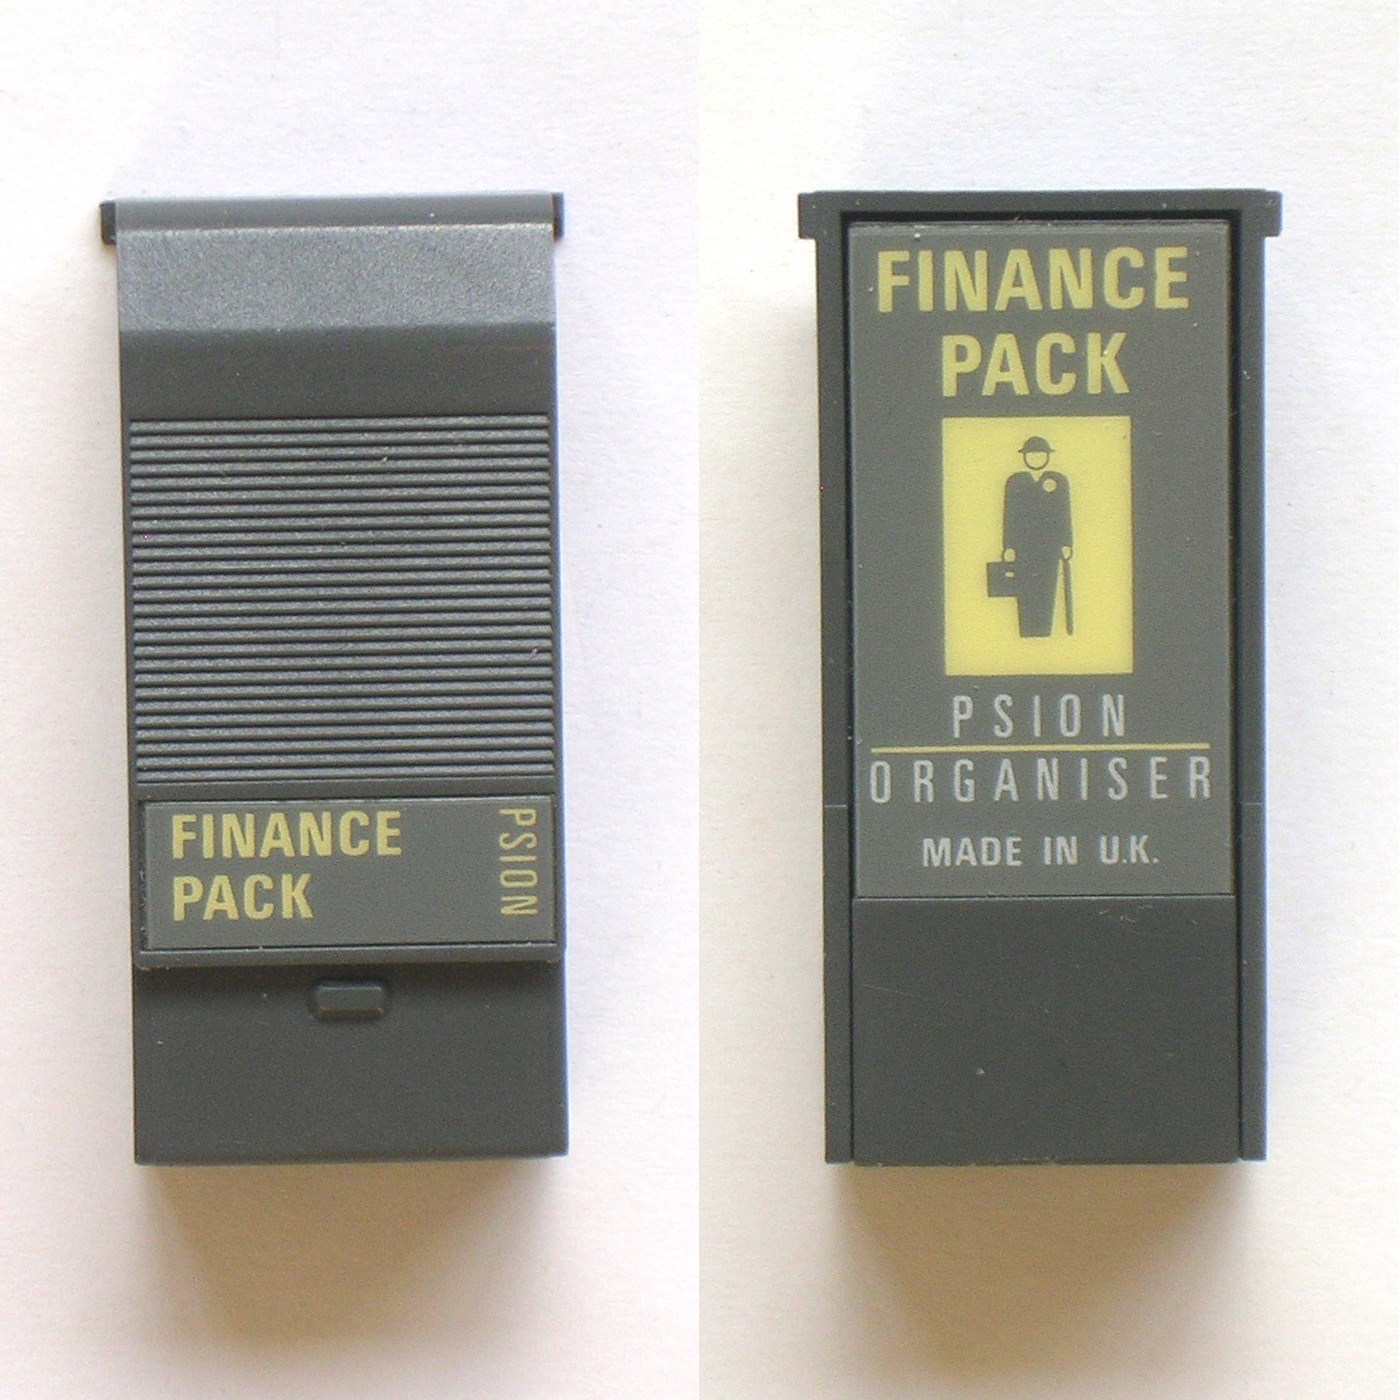 FINANCE
PACK
PSION
FINANCE
PACK
PSION
ORGANISER
MADE IN U.K.